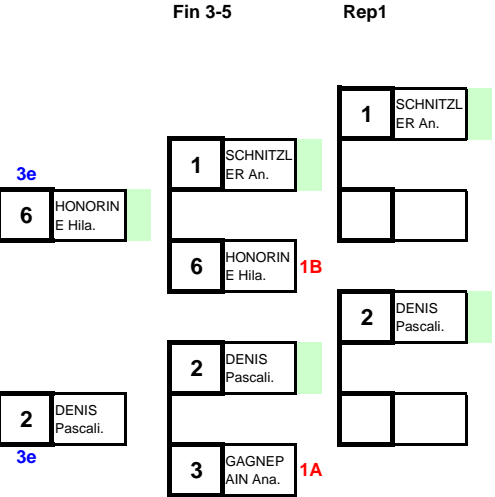 Fin 3-5
Rep1
1
SCHNITZL
ER An.
1
SCHNITZL
ER An.
3e
6
HONORIN
E Hila.
6
HONORIN
E Hila.
1B
2
DENIS
Pascali.
2
DENIS
Pascali.
2
DENIS
Pascali.
3e
3
GAGNEP
AIN Ana.
1A